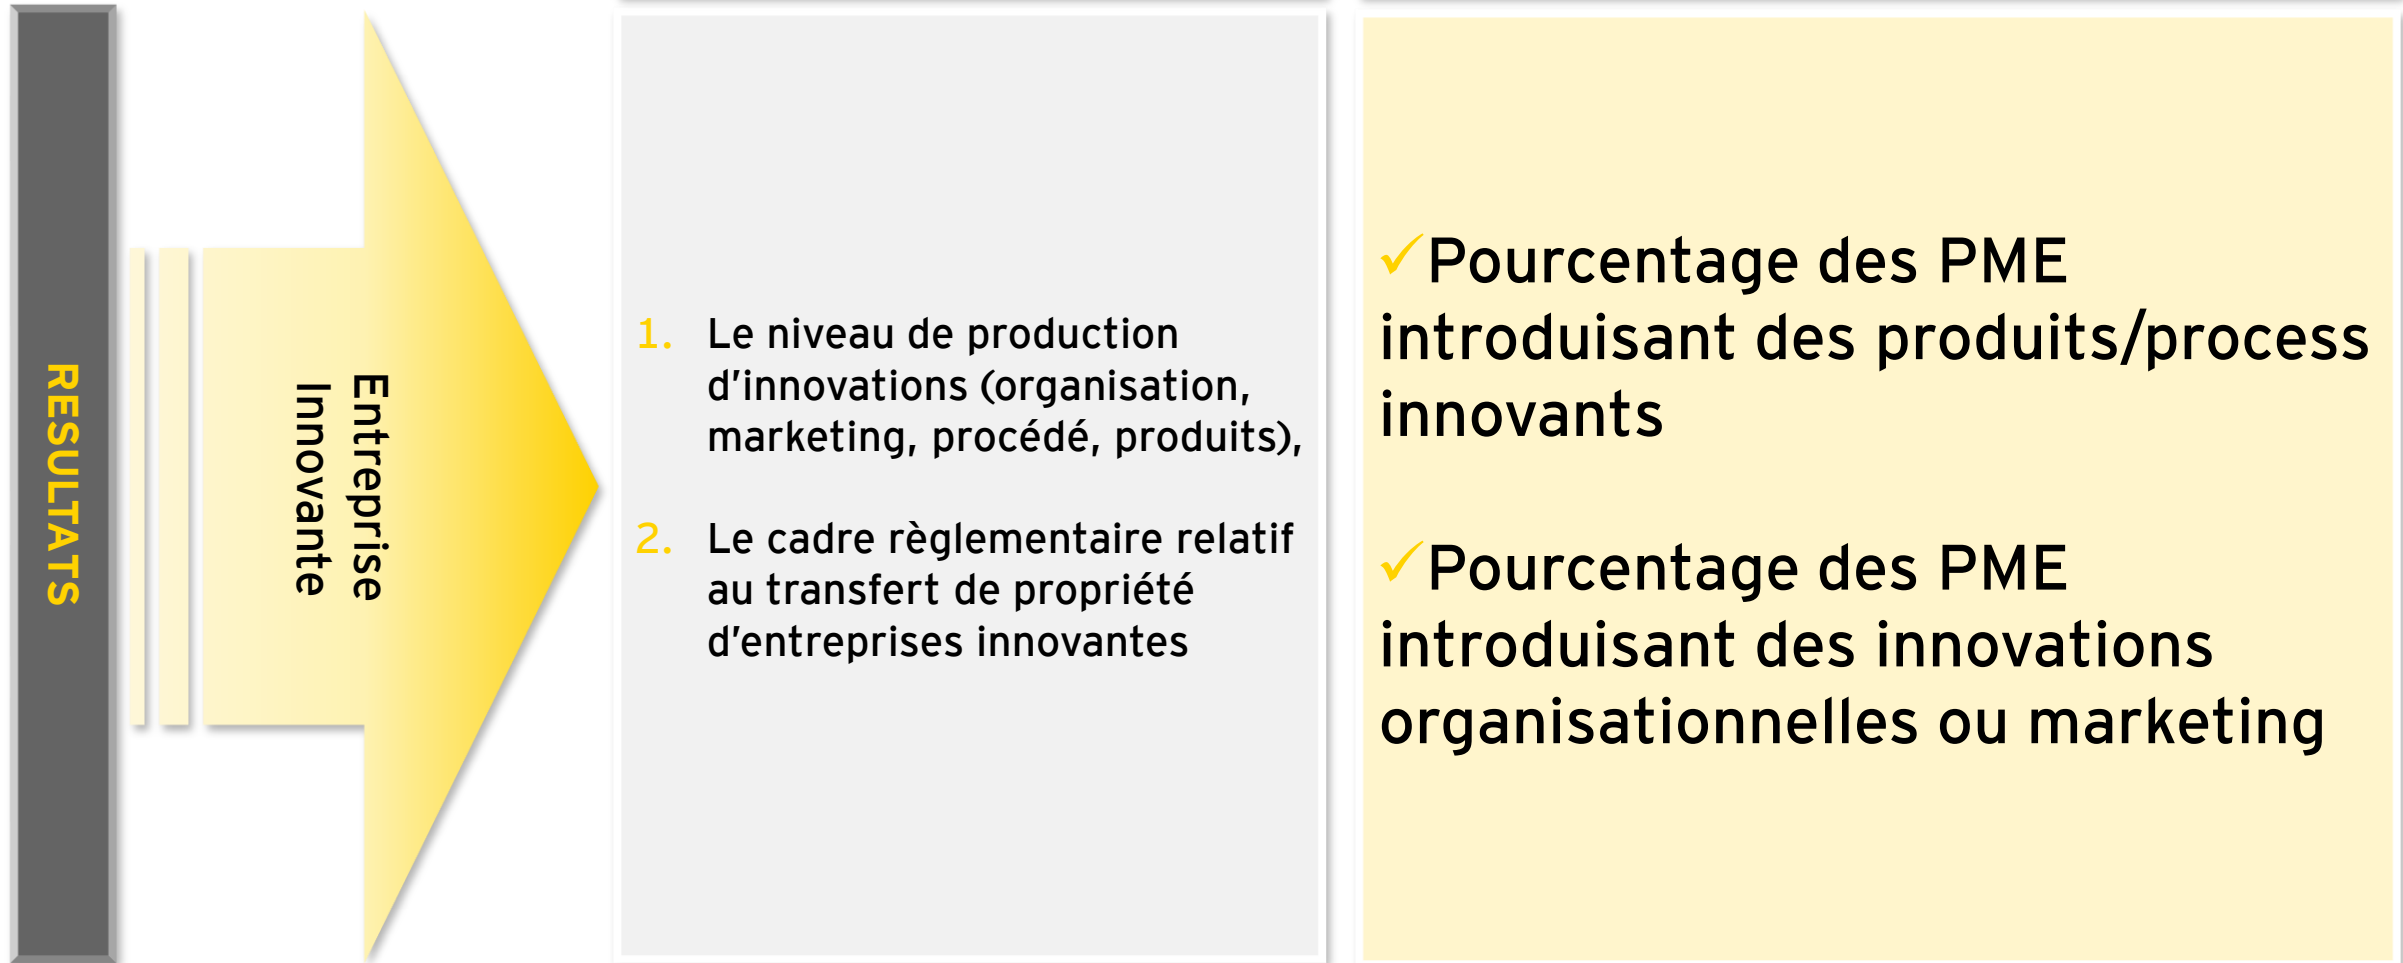 RESULTATS
Entreprise
Innovante
1. Le niveau de production
d'innovations (organisation,
marketing, procédé, produits),
2. Le cadre règlementaire relatif
au transfert de propriété
d'entreprises innovantes
✓Pourcentage des PME
introduisant des produits/process
innovants
✓Pourcentage des PME
introduisant des innovations
organisationnelles ou marketing